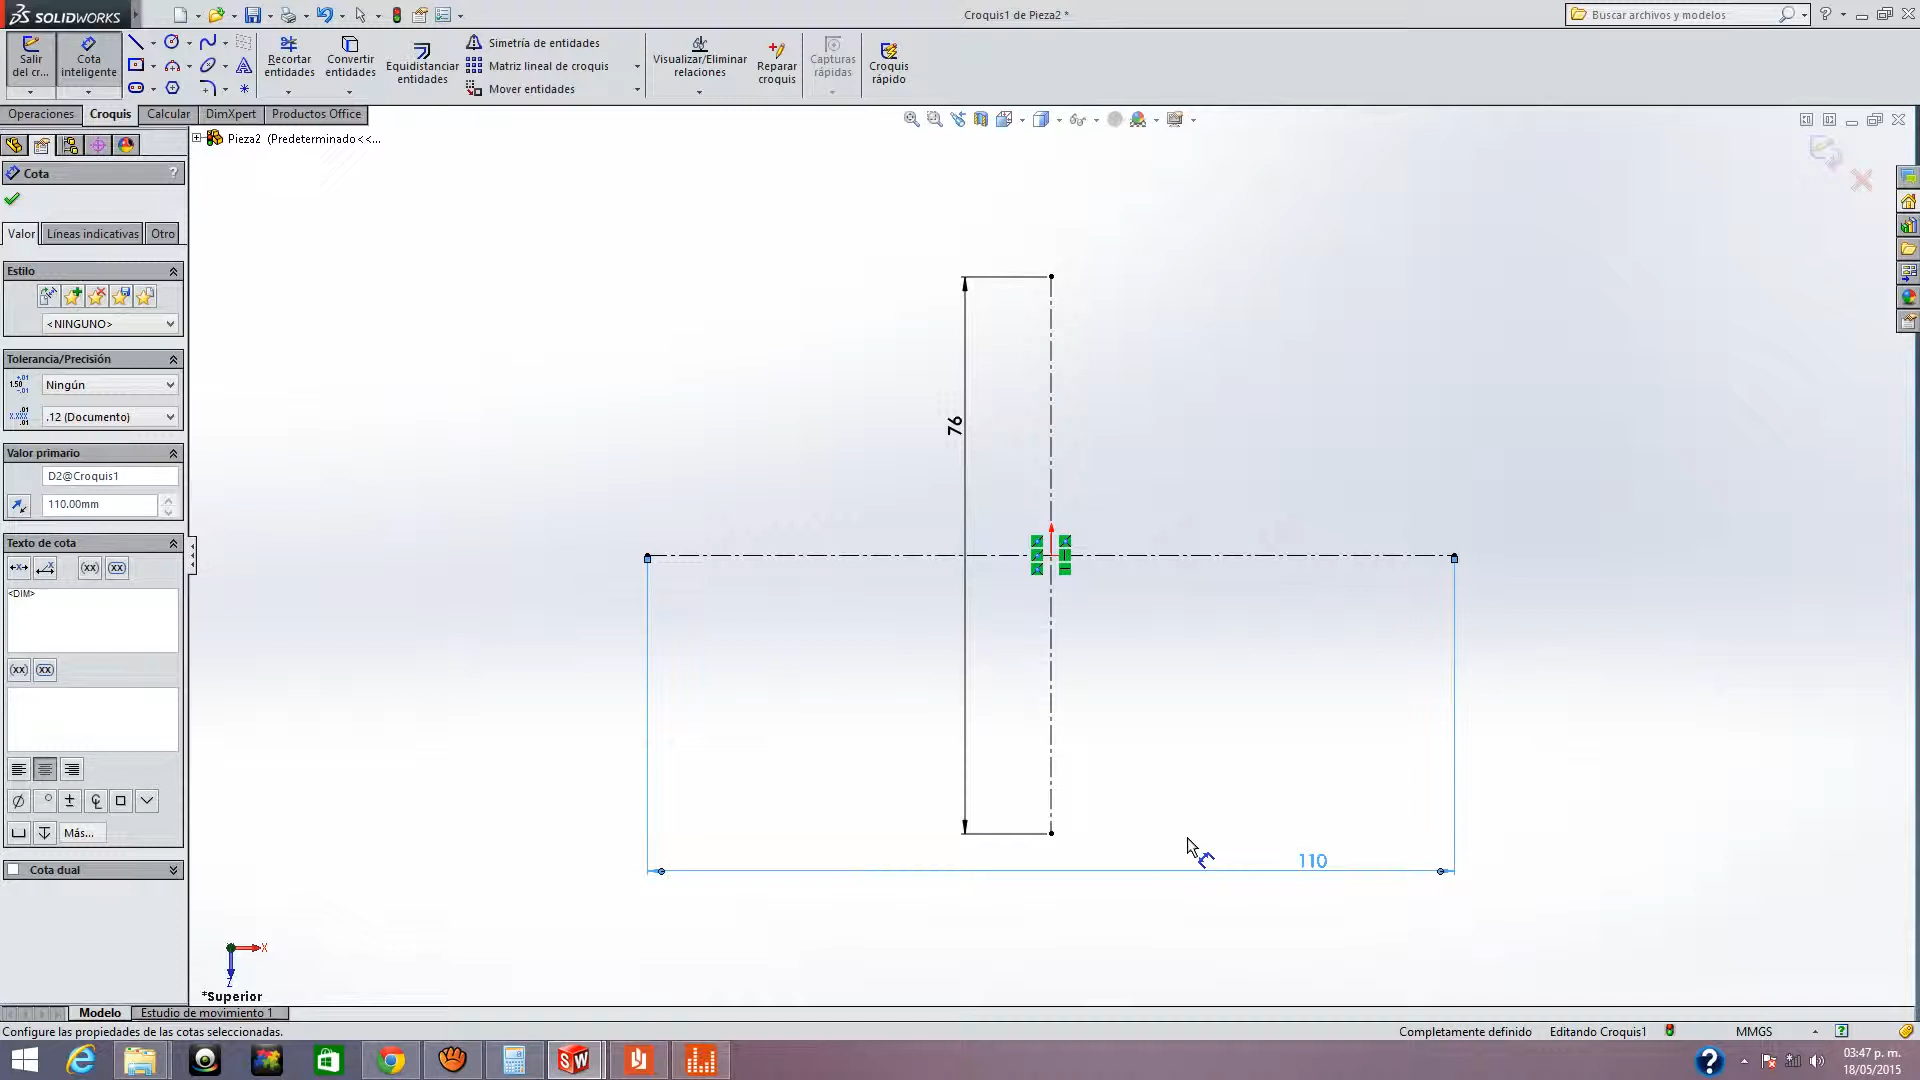 SOLIDWORKS
Croquis1 de Pieza2 *
Buscar archivos y modelos
Salir del cr...
Cota inteligente
Recortar entidades
Convertir entidades
Equidistanciar entidades
Simetría de entidades
Matriz lineal de croquis
Mover entidades
Visualizar/Eliminar relaciones
Reparar croquis
Capturas rápidas
Croquis rápido
Operaciones
Croquis
Calcular
DimXpert
Productos Office
Pieza2 (Predeterminado<<...
Cota
?
Valor
Líneas indicativas
Otro
Estilo
<NINGUNO>
Tolerancia/Precisión
Ningún
.12 (Documento)
Valor primario
D2@Croquis1
110.00mm
Texto de cota
(xx)
(xx)
<DIM>
(xx)
(xx)
Más...
Cota dual
76
110
X
Z
*Superior
Modelo
Estudio de movimiento 1
Configure las propiedades de las cotas seleccionadas.
Completamente definido
Editando Croquis1
MMGS
03:47 p. m.
18/05/2015